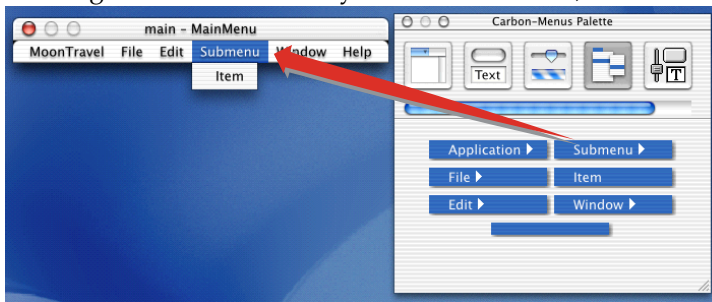 main – MainMenu
MoonTravel File Edit Submenu Window Help
Item
Carbon-Menus Palette
Text
T
Application Submenu
File Item
Edit Window